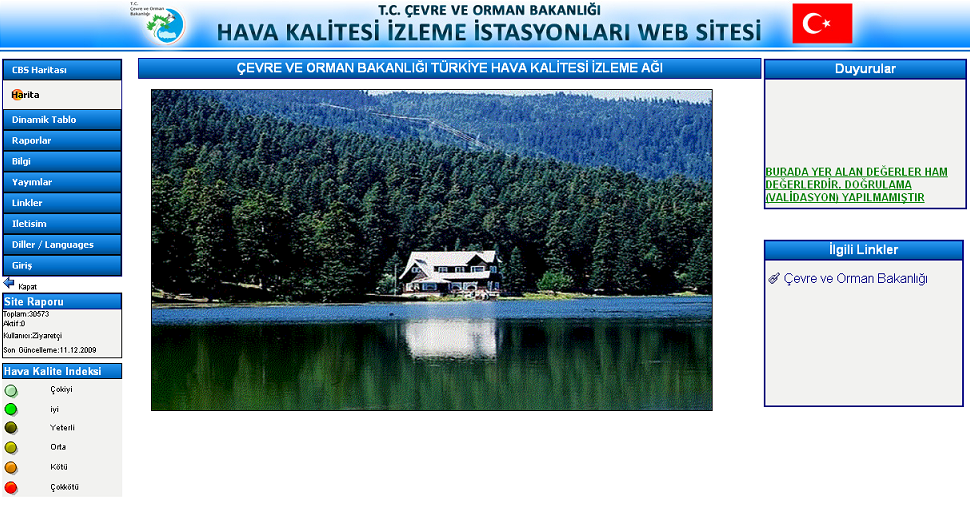 T.C.
Çevre ve Orman
Bakanlığı
T.C. ÇEVRE VE ORMAN BAKANLIĞI
HAVA KALİTESİ İZLEME İSTASYONLARI WEB SİTESİ
CBS Haritası
Harita
Dinamik Tablo
Raporlar
Bilgi
Yayımlar
Linkler
Iletisim
Diller / Languages
Giriş
Kapat
Site Raporu
Toplam:30573
Aktif:0
Kullanıcı:Ziyaretçi
Son Güncelleme:11.12.2009
Hava Kalite Indeksi
Çokiyi
iyi
Yeterli
Orta
Kötü
Çokkötü
ÇEVRE VE ORMAN BAKANLIĞI TÜRKİYE HAVA KALİTESİ İZLEME AĞI
Duyurular
BURADA YER ALAN DEĞERLER HAM
DEĞERLERDİR. DOĞRULAMA
(VALİDASYON) YAPILMAMIŞTIR
İlgili Linkler
Çevre ve Orman Bakanlığı